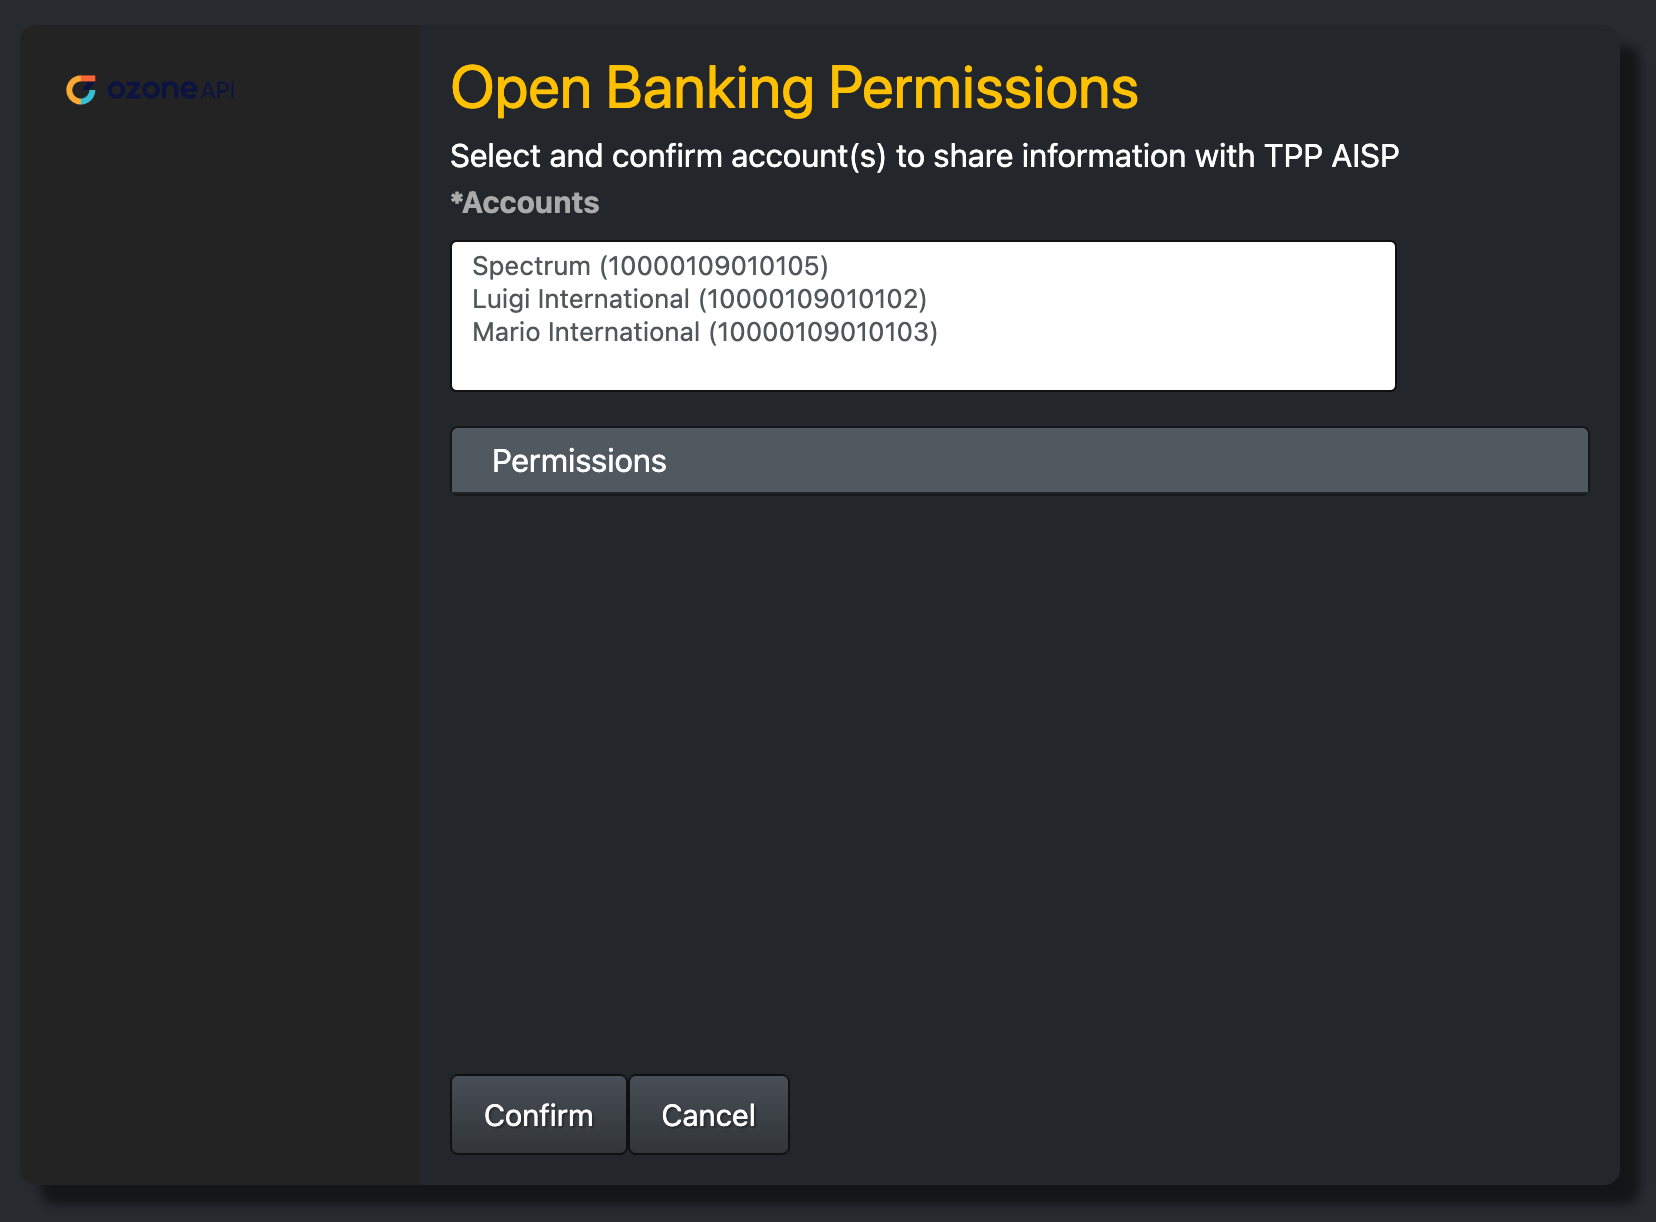 ozone API
Open Banking Permissions
Select and confirm account(s) to share information with TPP AISP
*Accounts
Spectrum (10000109010105)
Luigi International (10000109010102)
Mario International (10000109010103)
Permissions
Confirm
Cancel